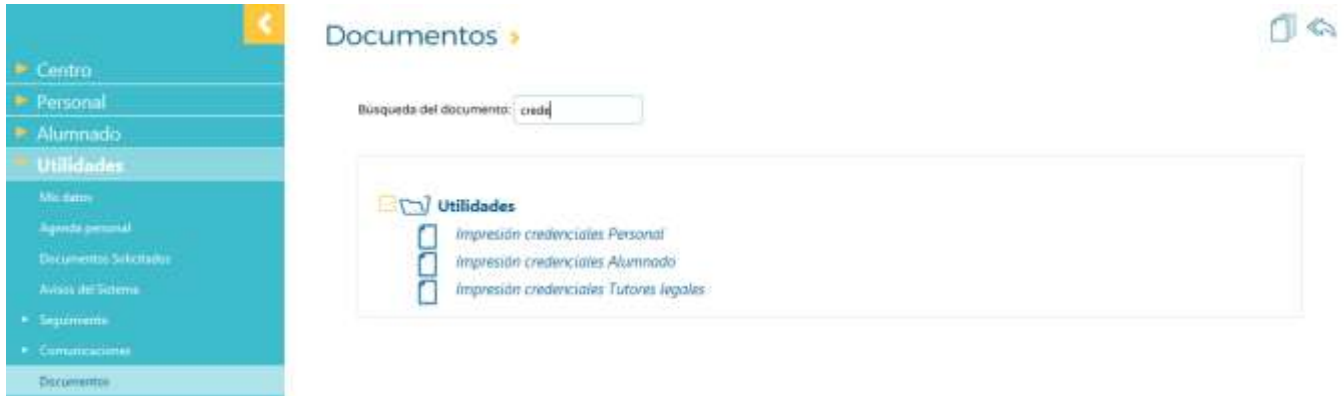 Centro
Personal
Alumnado
Utilidades
Mis datos
Agenda personal
Documentos Solicitados
Avisos del Sistema
Seguimiento
Comunicaciones
Documentos
Documentos
Búsqueda del documento: crede
Utilidades
Impresión credenciales Personal
Impresión credenciales Alumnado
Impresión credenciales Tutores legales